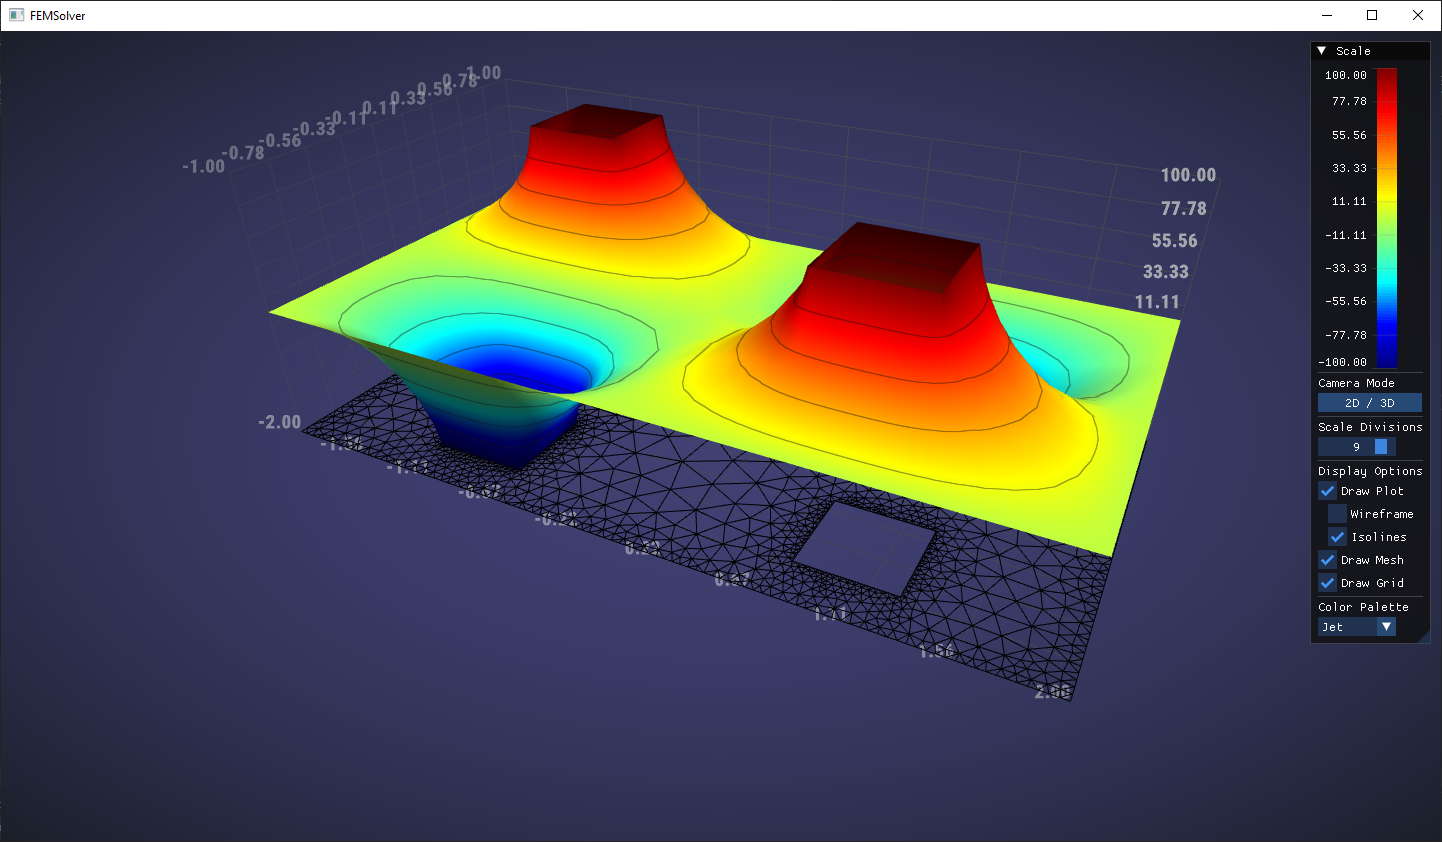 FEMSolver
1.00
0.78
0.56
0.33
0.11
-0.11
-0.33
-0.56
-0.78
-1.00
100.00
77.78
55.56
33.33
11.11
-2.00
-1.56
-1.11
-0.67
-0.22
0.22
0.67
1.11
1.56
2.00
Scale
100.00
77.78
55.56
33.33
11.11
-11.11
-33.33
-55.56
-77.78
-100.00
Camera Mode
2D / 3D
Scale Divisions
9
Display Options
Draw Plot
Wireframe
Isolines
Draw Mesh
Draw Grid
Color Palette
Jet